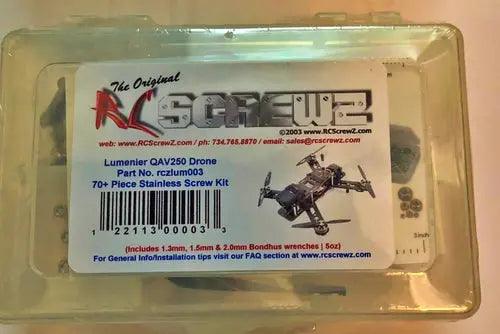 The Original
RC SCREWZ
©2003 www.RCScrewZ.com
web: www.RCScrewZ.com / ph: 734.765.8870 / email: sales@rcscrewz.com
Lumenier QAV250 Drone
Part No. rczlum003
70+ Piece Stainless Screw Kit
1 22113 00003 3
(Includes 1.3mm, 1.5mm & 2.0mm Bondhus wrenches | 5oz)
For General Info/Installation tips visit our FAQ section at www.rcscrewz.com
3 inch